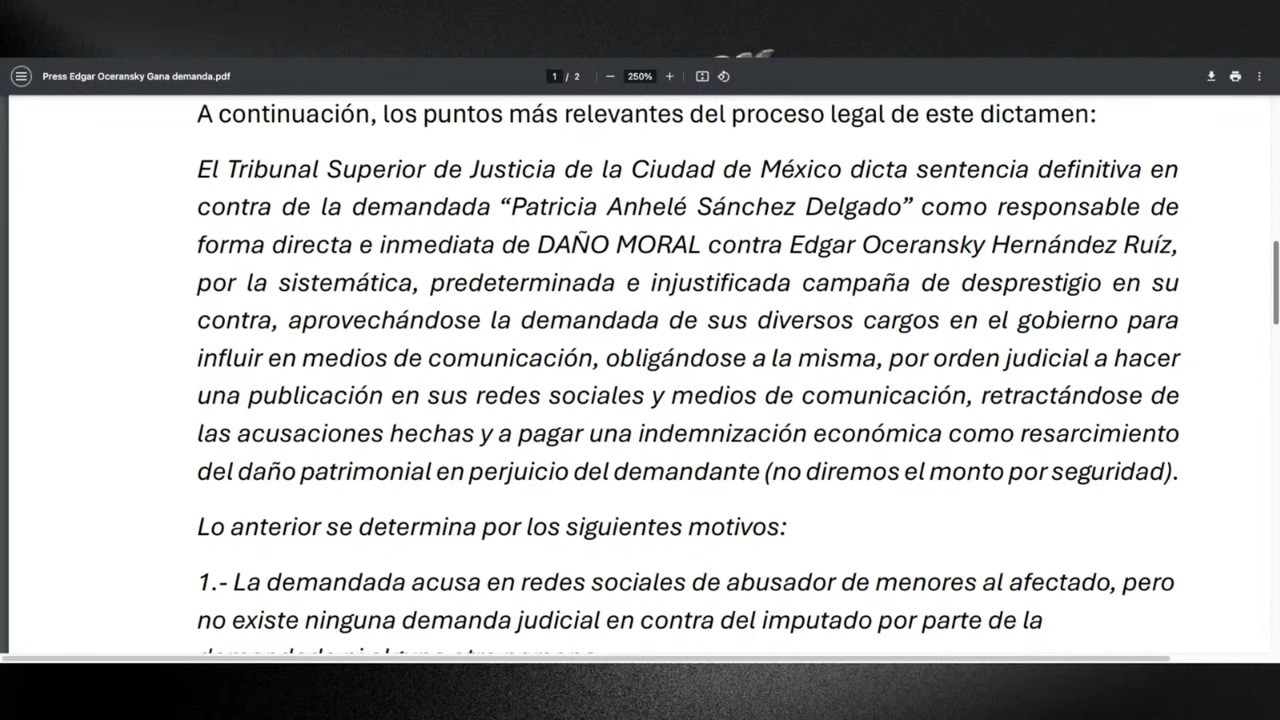 Press Edgar Oceransky Gana demanda.pdf
1 / 2
250%
A continuación, los puntos más relevantes del proceso legal de este dictamen:
El Tribunal Superior de Justicia de la Ciudad de México dicta sentencia definitiva en
contra de la demandada “Patricia Anhelé Sánchez Delgado” como responsable de
forma directa e inmediata de DAÑO MORAL contra Edgar Oceransky Hernández Ruíz,
por la sistemática, predeterminada e injustificada campaña de desprestigio en su
contra, aprovechándose la demandada de sus diversos cargos en el gobierno para
influir en medios de comunicación, obligándose a la misma, por orden judicial a hacer
una publicación en sus redes sociales y medios de comunicación, retractándose de
las acusaciones hechas y a pagar una indemnización económica como resarcimiento
del daño patrimonial en perjuicio del demandante (no diremos el monto por seguridad).
Lo anterior se determina por los siguientes motivos:
1.- La demandada acusa en redes sociales de abusador de menores al afectado, pero
no existe ninguna demanda judicial en contra del imputado por parte de la